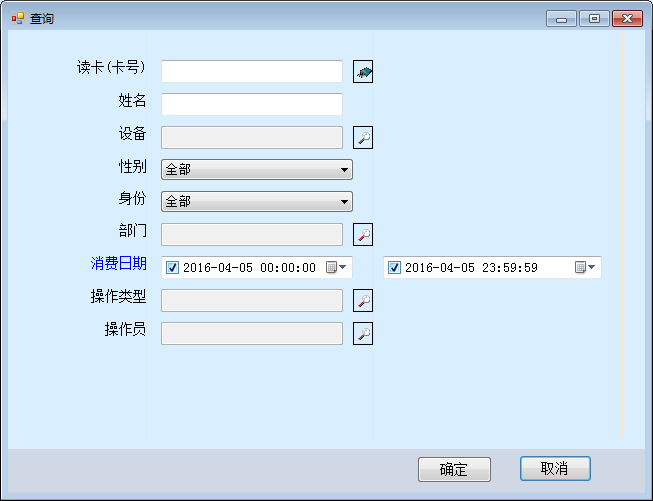 查询
读卡(卡号)
姓名
设备
性别 全部
身份 全部
部门
消费日期 2016-04-05 00:00:00 2016-04-05 23:59:59
操作类型
操作员
确定 取消